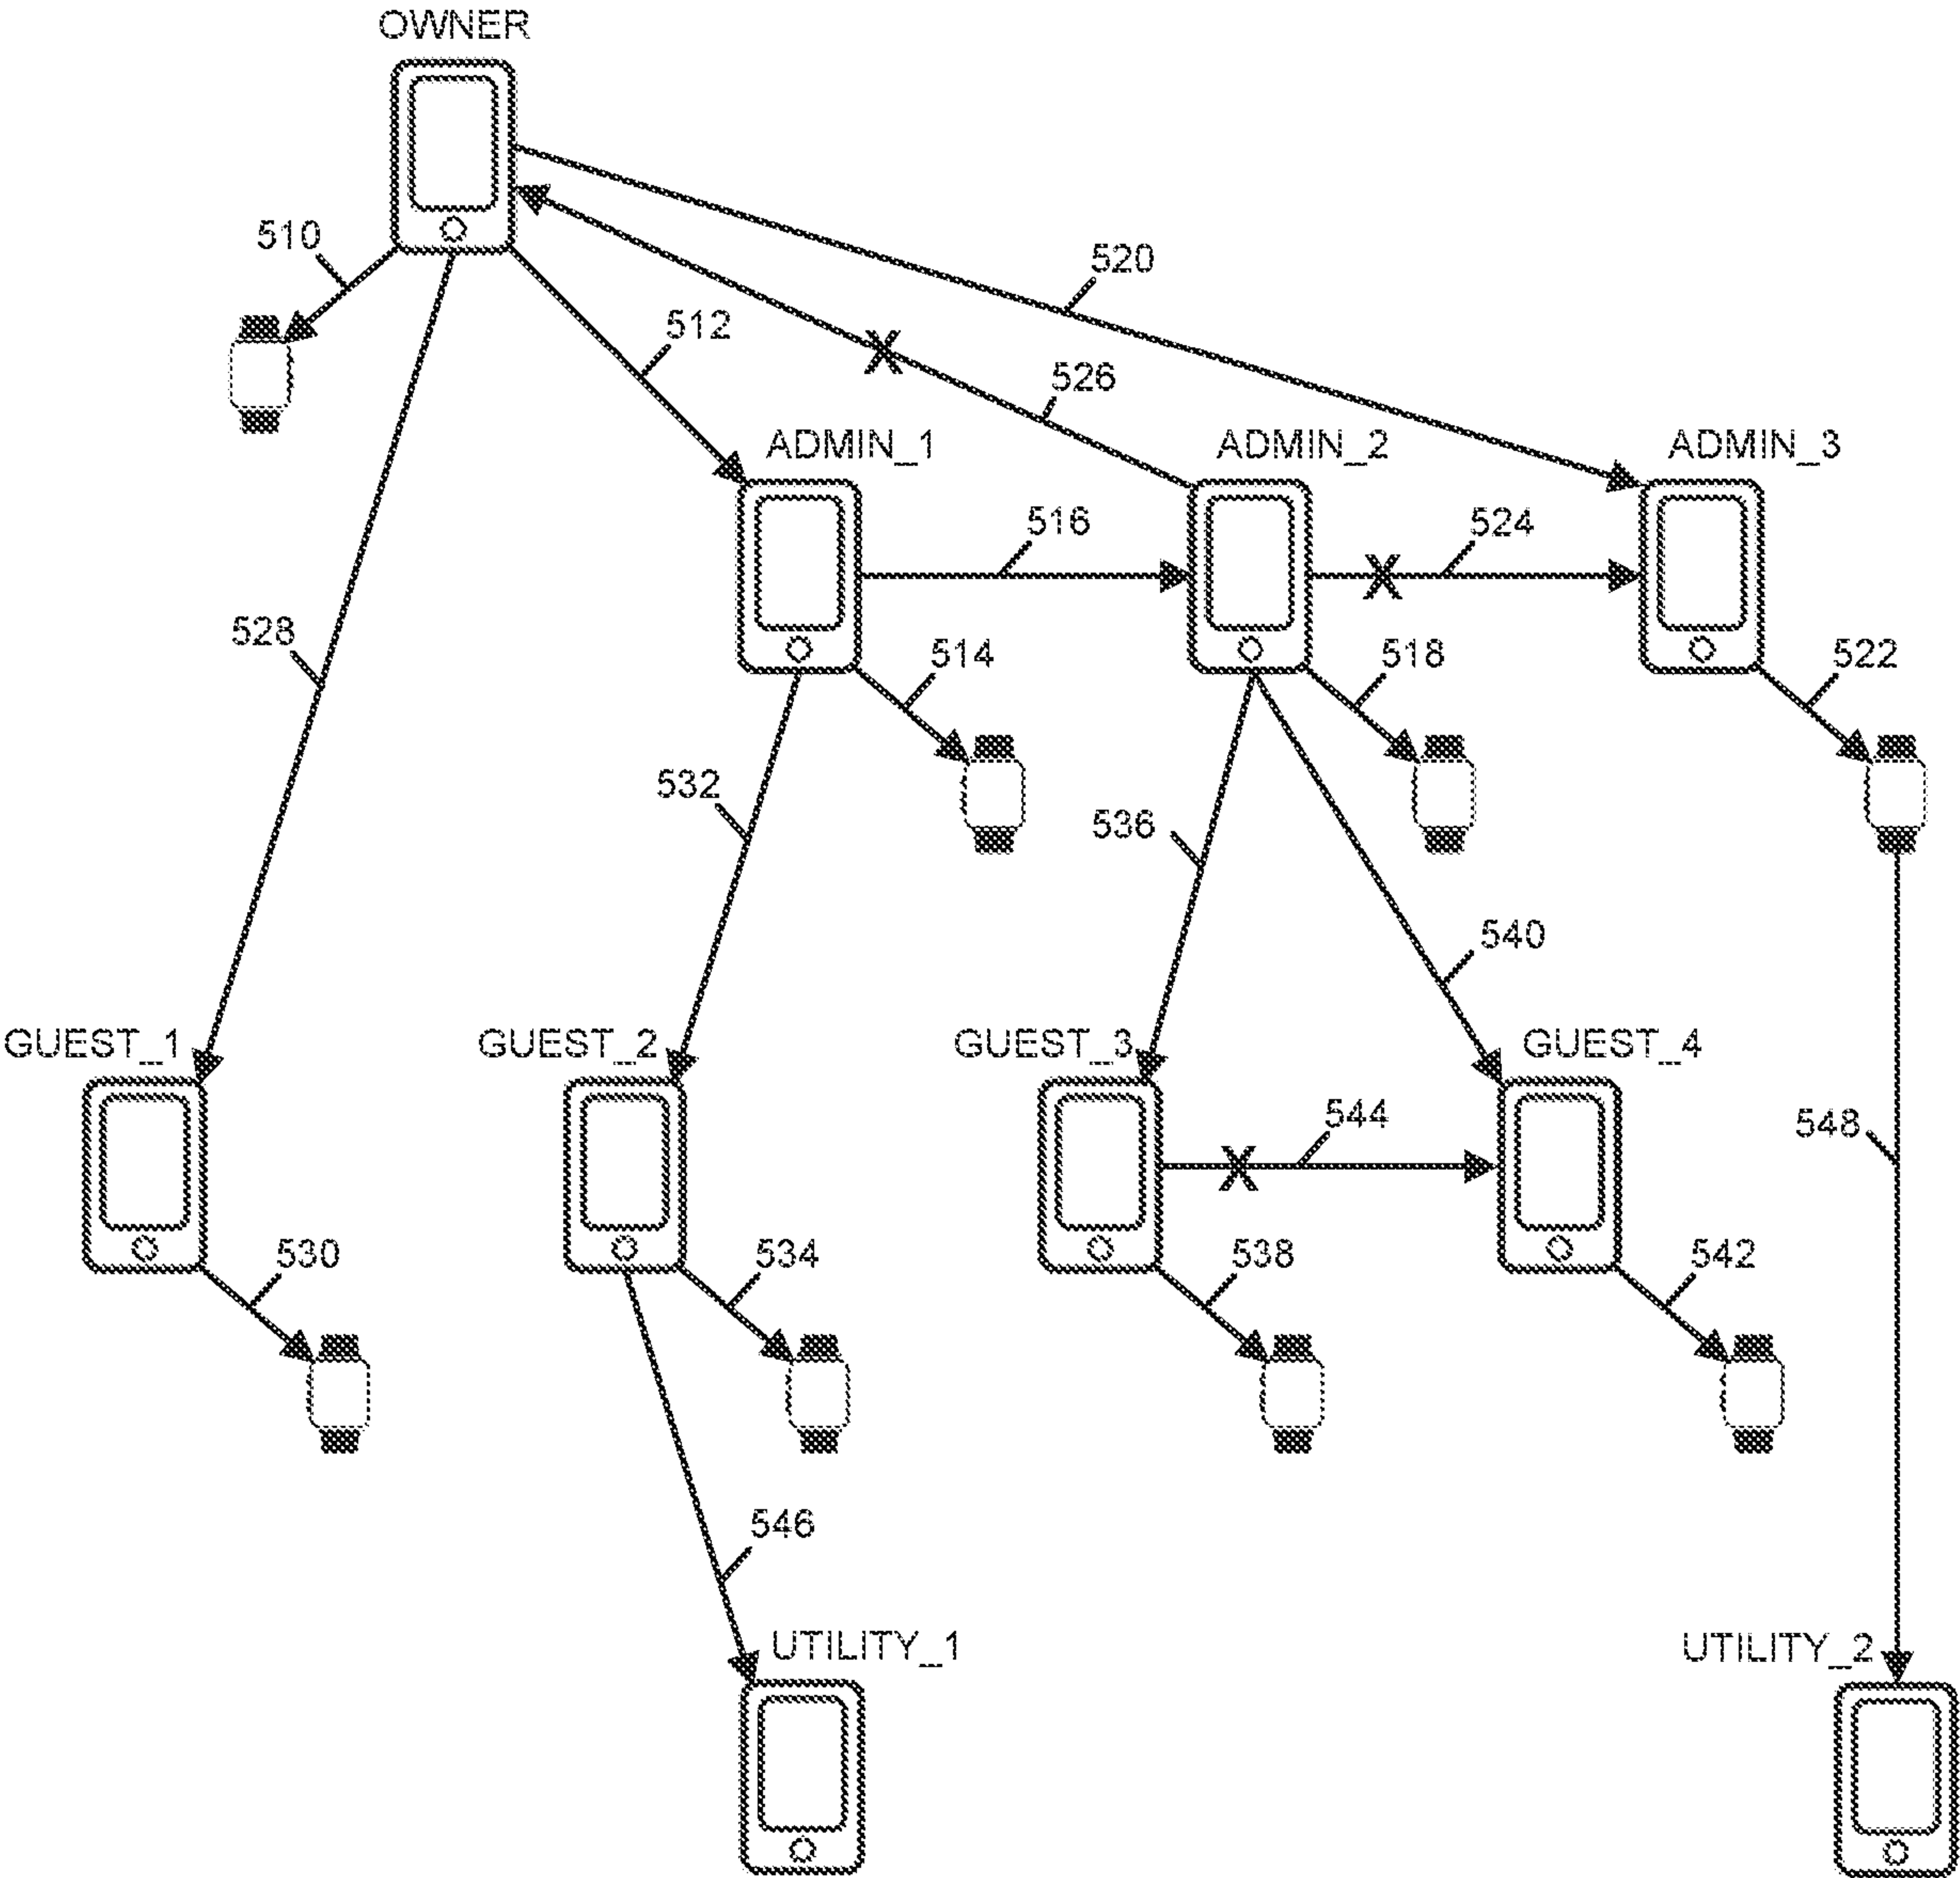 OWNER
510
520
512
526
ADMIN_1
ADMIN_2
ADMIN_3
516
524
528
514
518
522
532
536
540
GUEST_1
GUEST_2
GUEST_3
GUEST_4
544
548
530
534
538
542
546
UTILITY_1
UTILITY_2
X
X
X